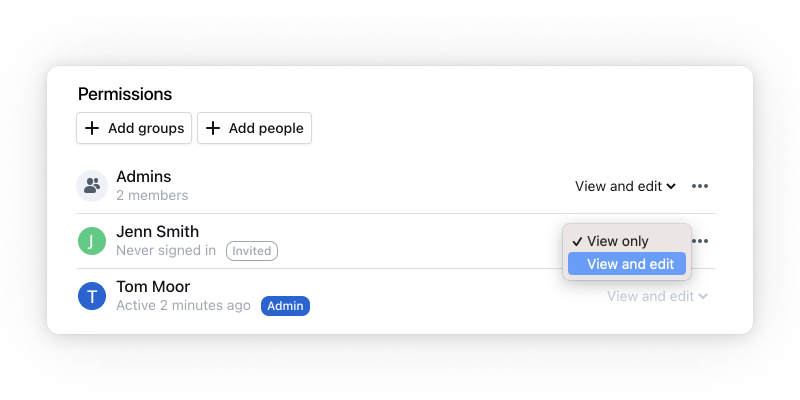 Permissions
Add groups
Add people
Admins
View and edit
2 members
J
Jenn Smith
Never signed in
Invited
View only
View and edit
T
Tom Moor
Active 2 minutes ago
Admin
View and edit